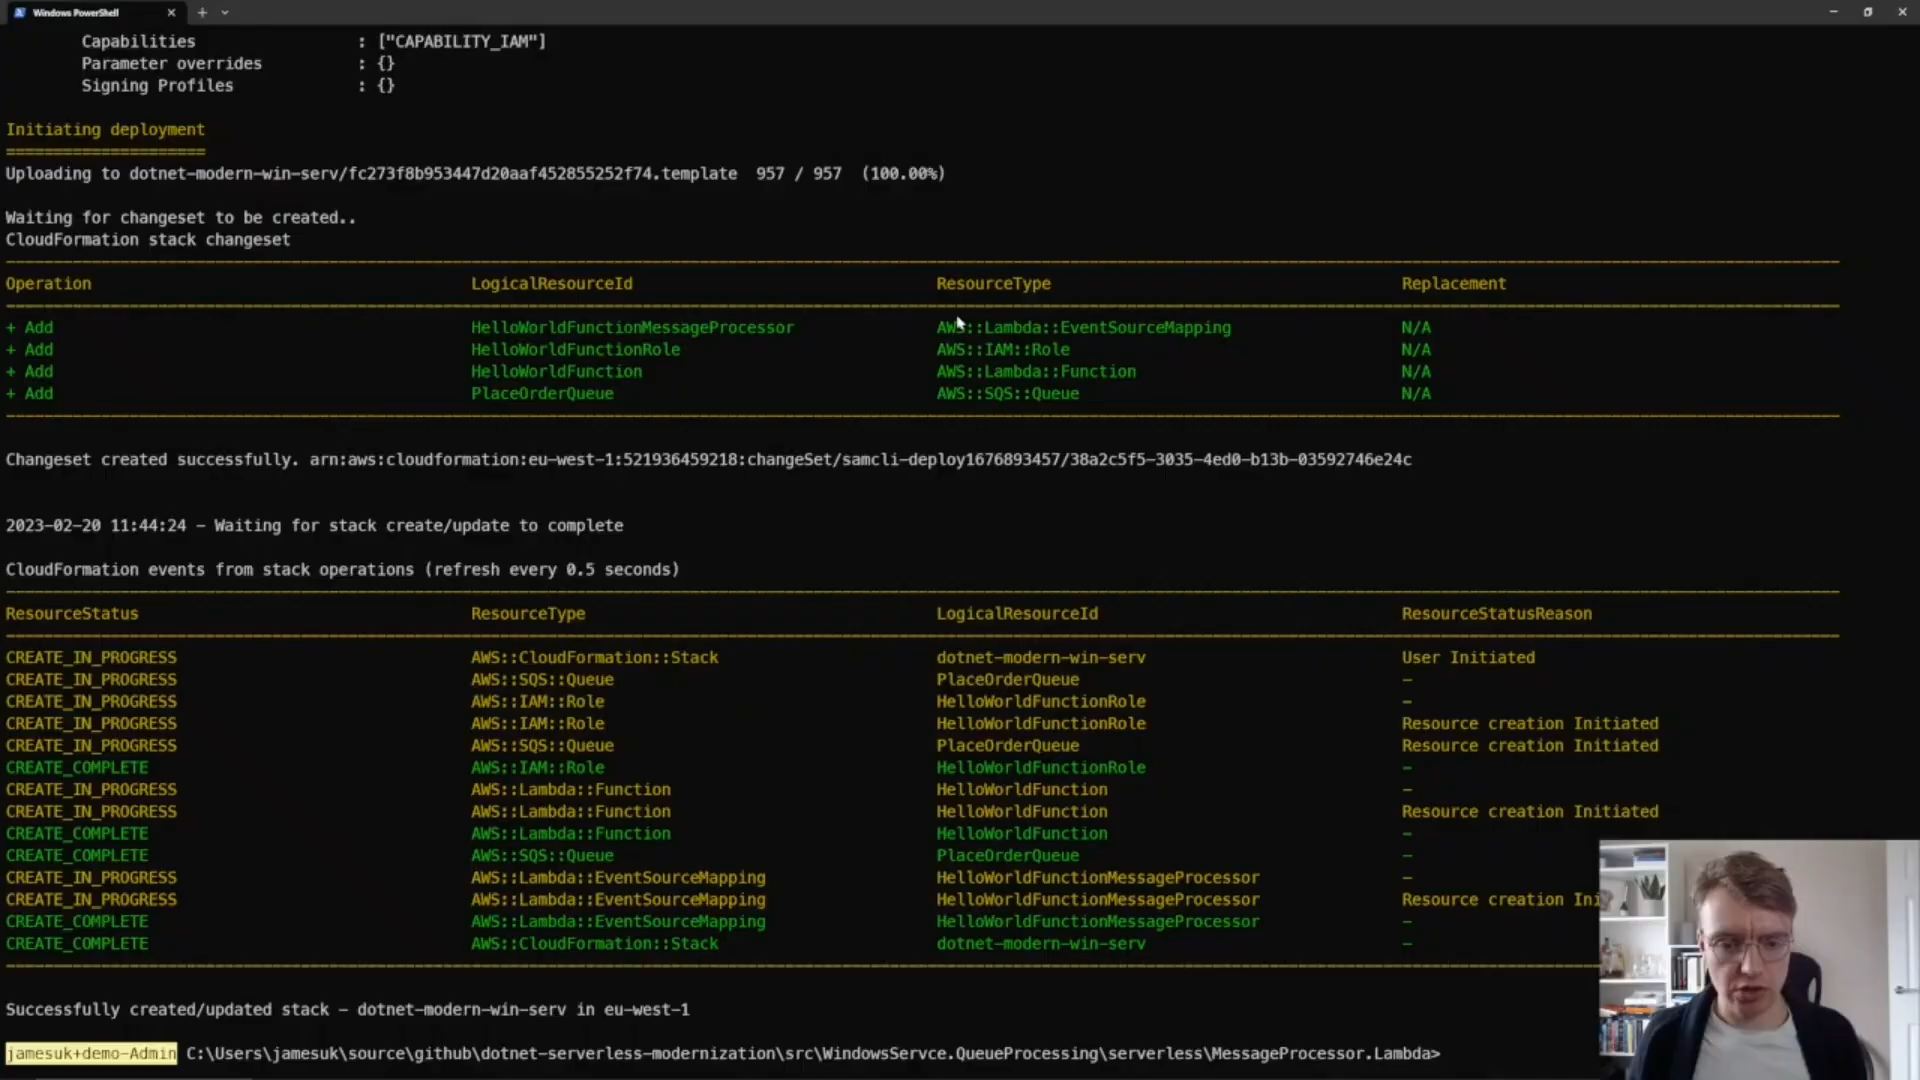 Windows PowerShell
Capabilities : ["CAPABILITY_IAM"]
Parameter overrides : {}
Signing Profiles : {}
Initiating deployment
=====================
Uploading to dotnet-modern-win-serv/fc273f8b953447d20aaf452855252f74.template 957 / 957 (100.00%)
Waiting for changeset to be created..
CloudFormation stack changeset
Operation LogicalResourceId ResourceType Replacement
+ Add HelloWorldFunctionMessageProcessor AWS::Lambda::EventSourceMapping N/A
+ Add HelloWorldFunctionRole AWS::IAM::Role N/A
+ Add HelloWorldFunction AWS::Lambda::Function N/A
+ Add PlaceOrderQueue AWS::SQS::Queue N/A
Changeset created successfully. arn:aws:cloudformation:eu-west-1:521936459218:changeSet/samcli-deploy1676893457/38a2c5f5-3035-4ed0-b13b-03592746e24c
2023-02-20 11:44:24 - Waiting for stack create/update to complete
CloudFormation events from stack operations (refresh every 0.5 seconds)
ResourceStatus ResourceType LogicalResourceId ResourceStatusReason
CREATE_IN_PROGRESS AWS::CloudFormation::Stack dotnet-modern-win-serv User Initiated
CREATE_IN_PROGRESS AWS::SQS::Queue PlaceOrderQueue -
CREATE_IN_PROGRESS AWS::IAM::Role HelloWorldFunctionRole -
CREATE_IN_PROGRESS AWS::IAM::Role HelloWorldFunctionRole Resource creation Initiated
CREATE_IN_PROGRESS AWS::SQS::Queue PlaceOrderQueue Resource creation Initiated
CREATE_COMPLETE AWS::IAM::Role HelloWorldFunctionRole -
CREATE_IN_PROGRESS AWS::Lambda::Function HelloWorldFunction -
CREATE_IN_PROGRESS AWS::Lambda::Function HelloWorldFunction Resource creation Initiated
CREATE_COMPLETE AWS::Lambda::Function HelloWorldFunction -
CREATE_COMPLETE AWS::SQS::Queue PlaceOrderQueue -
CREATE_IN_PROGRESS AWS::Lambda::EventSourceMapping HelloWorldFunctionMessageProcessor -
CREATE_IN_PROGRESS AWS::Lambda::EventSourceMapping HelloWorldFunctionMessageProcessor Resource creation Ini
CREATE_COMPLETE AWS::Lambda::EventSourceMapping HelloWorldFunctionMessageProcessor -
CREATE_COMPLETE AWS::CloudFormation::Stack dotnet-modern-win-serv -
Successfully created/updated stack - dotnet-modern-win-serv in eu-west-1
jamesuk+demo-Admin C:\Users\jamesuk\source\github\dotnet-serverless-modernization\src\WindowsServce.QueueProcessing\serverless\MessageProcessor.Lambda>